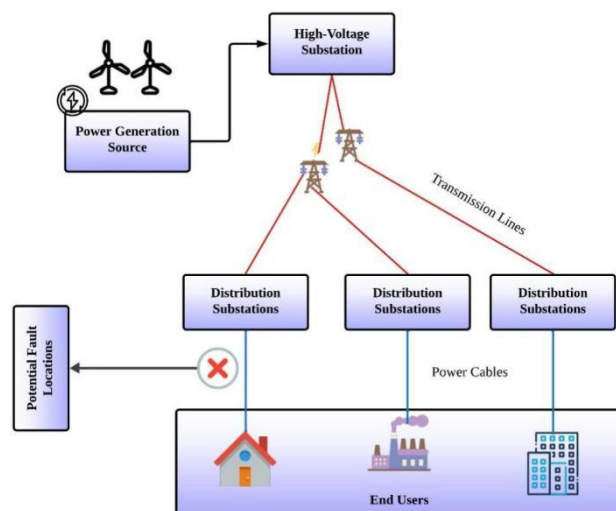 High-Voltage
Substation
Power Generation
Source
Transmission Lines
Distribution
Substations
Distribution
Substations
Distribution
Substations
Potential Fault
Locations
Power Cables
End Users